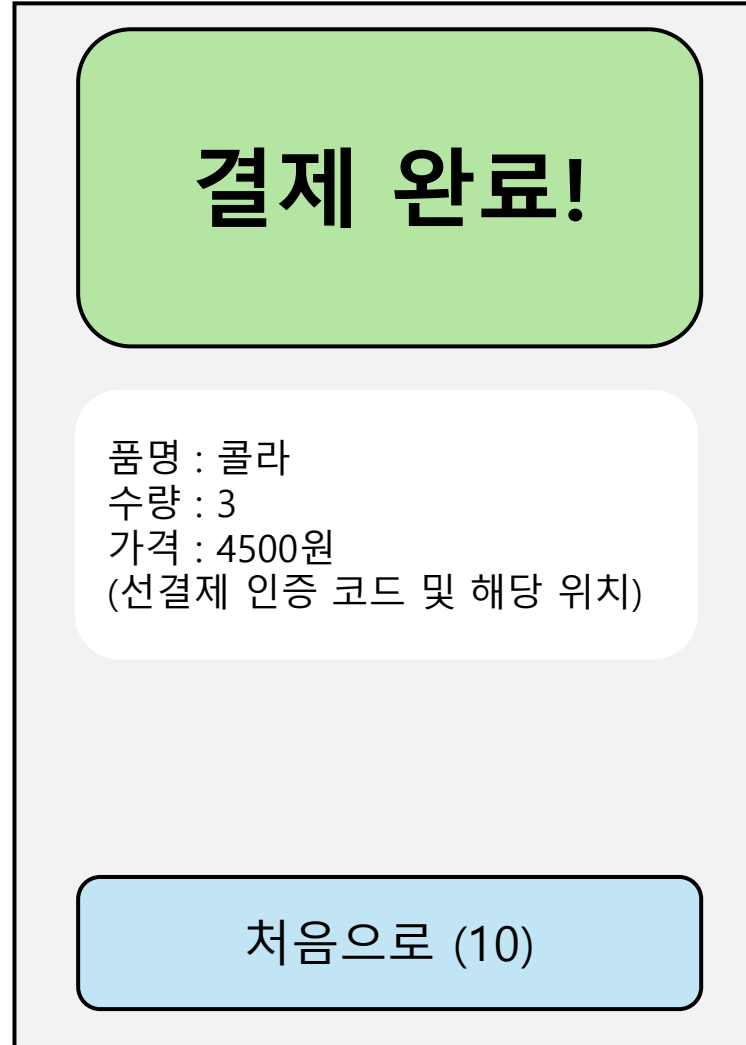 결제 완료!
품명 : 콜라
수량 : 3
가격 : 4500원
(선결제 인증 코드 및 해당 위치)
처음으로 (10)